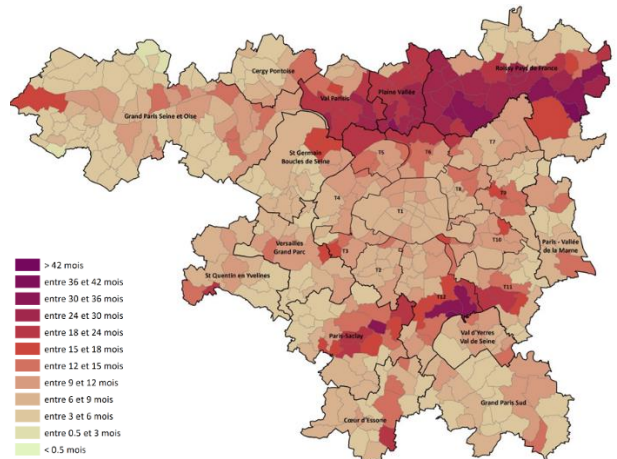 Cergy Pontoise
Roissy Pays de France
Val Parisis
Plaine Vallée
Grand Paris Seine et Oise
St Germain
Boucles de Seine
T5
T6
T7
T8
T9
T4
T1
T10
Paris - Vallée
de la Marne
Versailles
Grand Parc
T3
T2
St Quentin en Yvelines
T11
T12
Paris-Saclay
Val d'Yerres
Val de Seine
Cœur d'Essone
Grand Paris Sud
> 42 mois
entre 36 et 42 mois
entre 30 et 36 mois
entre 24 et 30 mois
entre 18 et 24 mois
entre 15 et 18 mois
entre 12 et 15 mois
entre 9 et 12 mois
entre 6 et 9 mois
entre 3 et 6 mois
entre 0.5 et 3 mois
< 0.5 mois